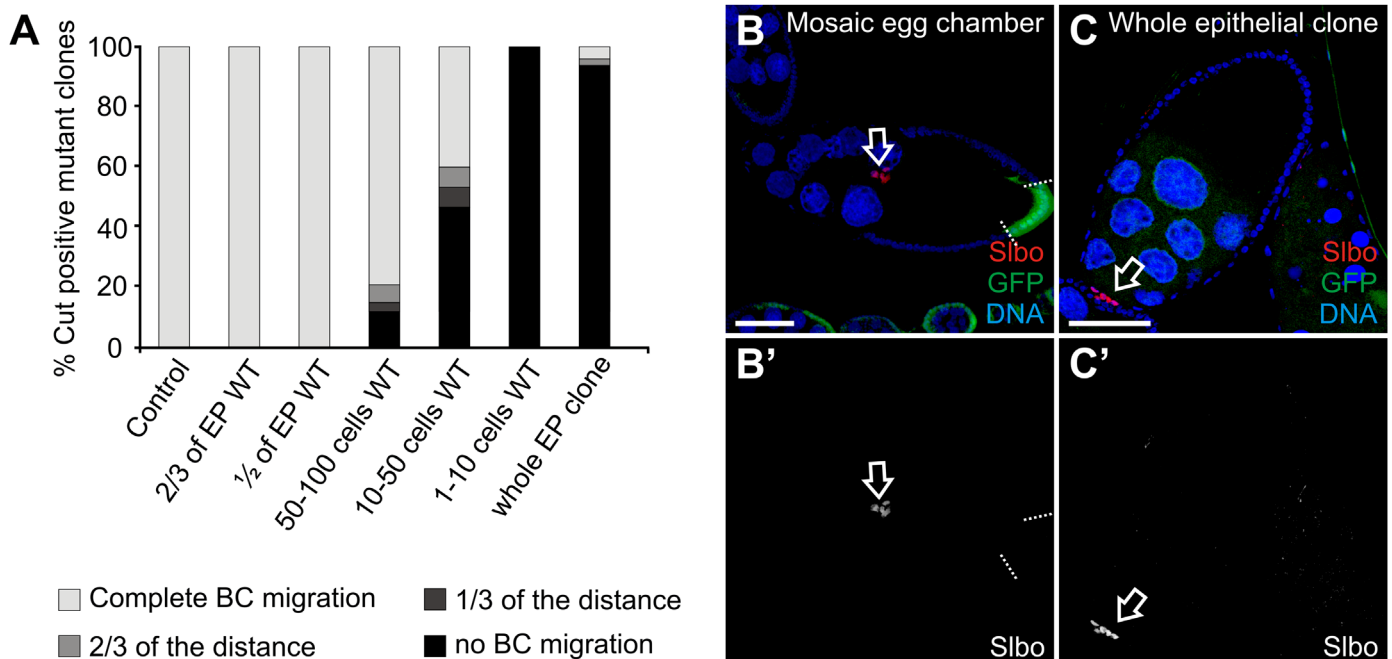 A
% Cut positive mutant clones
100
80
60
40
20
0
Control
2/3 of EP WT
½ of EP WT
50-100 cells WT
10-50 cells WT
1-10 cells WT
whole EP clone
Complete BC migration
2/3 of the distance
1/3 of the distance
no BC migration
B Mosaic egg chamber
Slbo
GFP
DNA
C Whole epithelial clone
Slbo
GFP
DNA
B’
Slbo
C’
Slbo